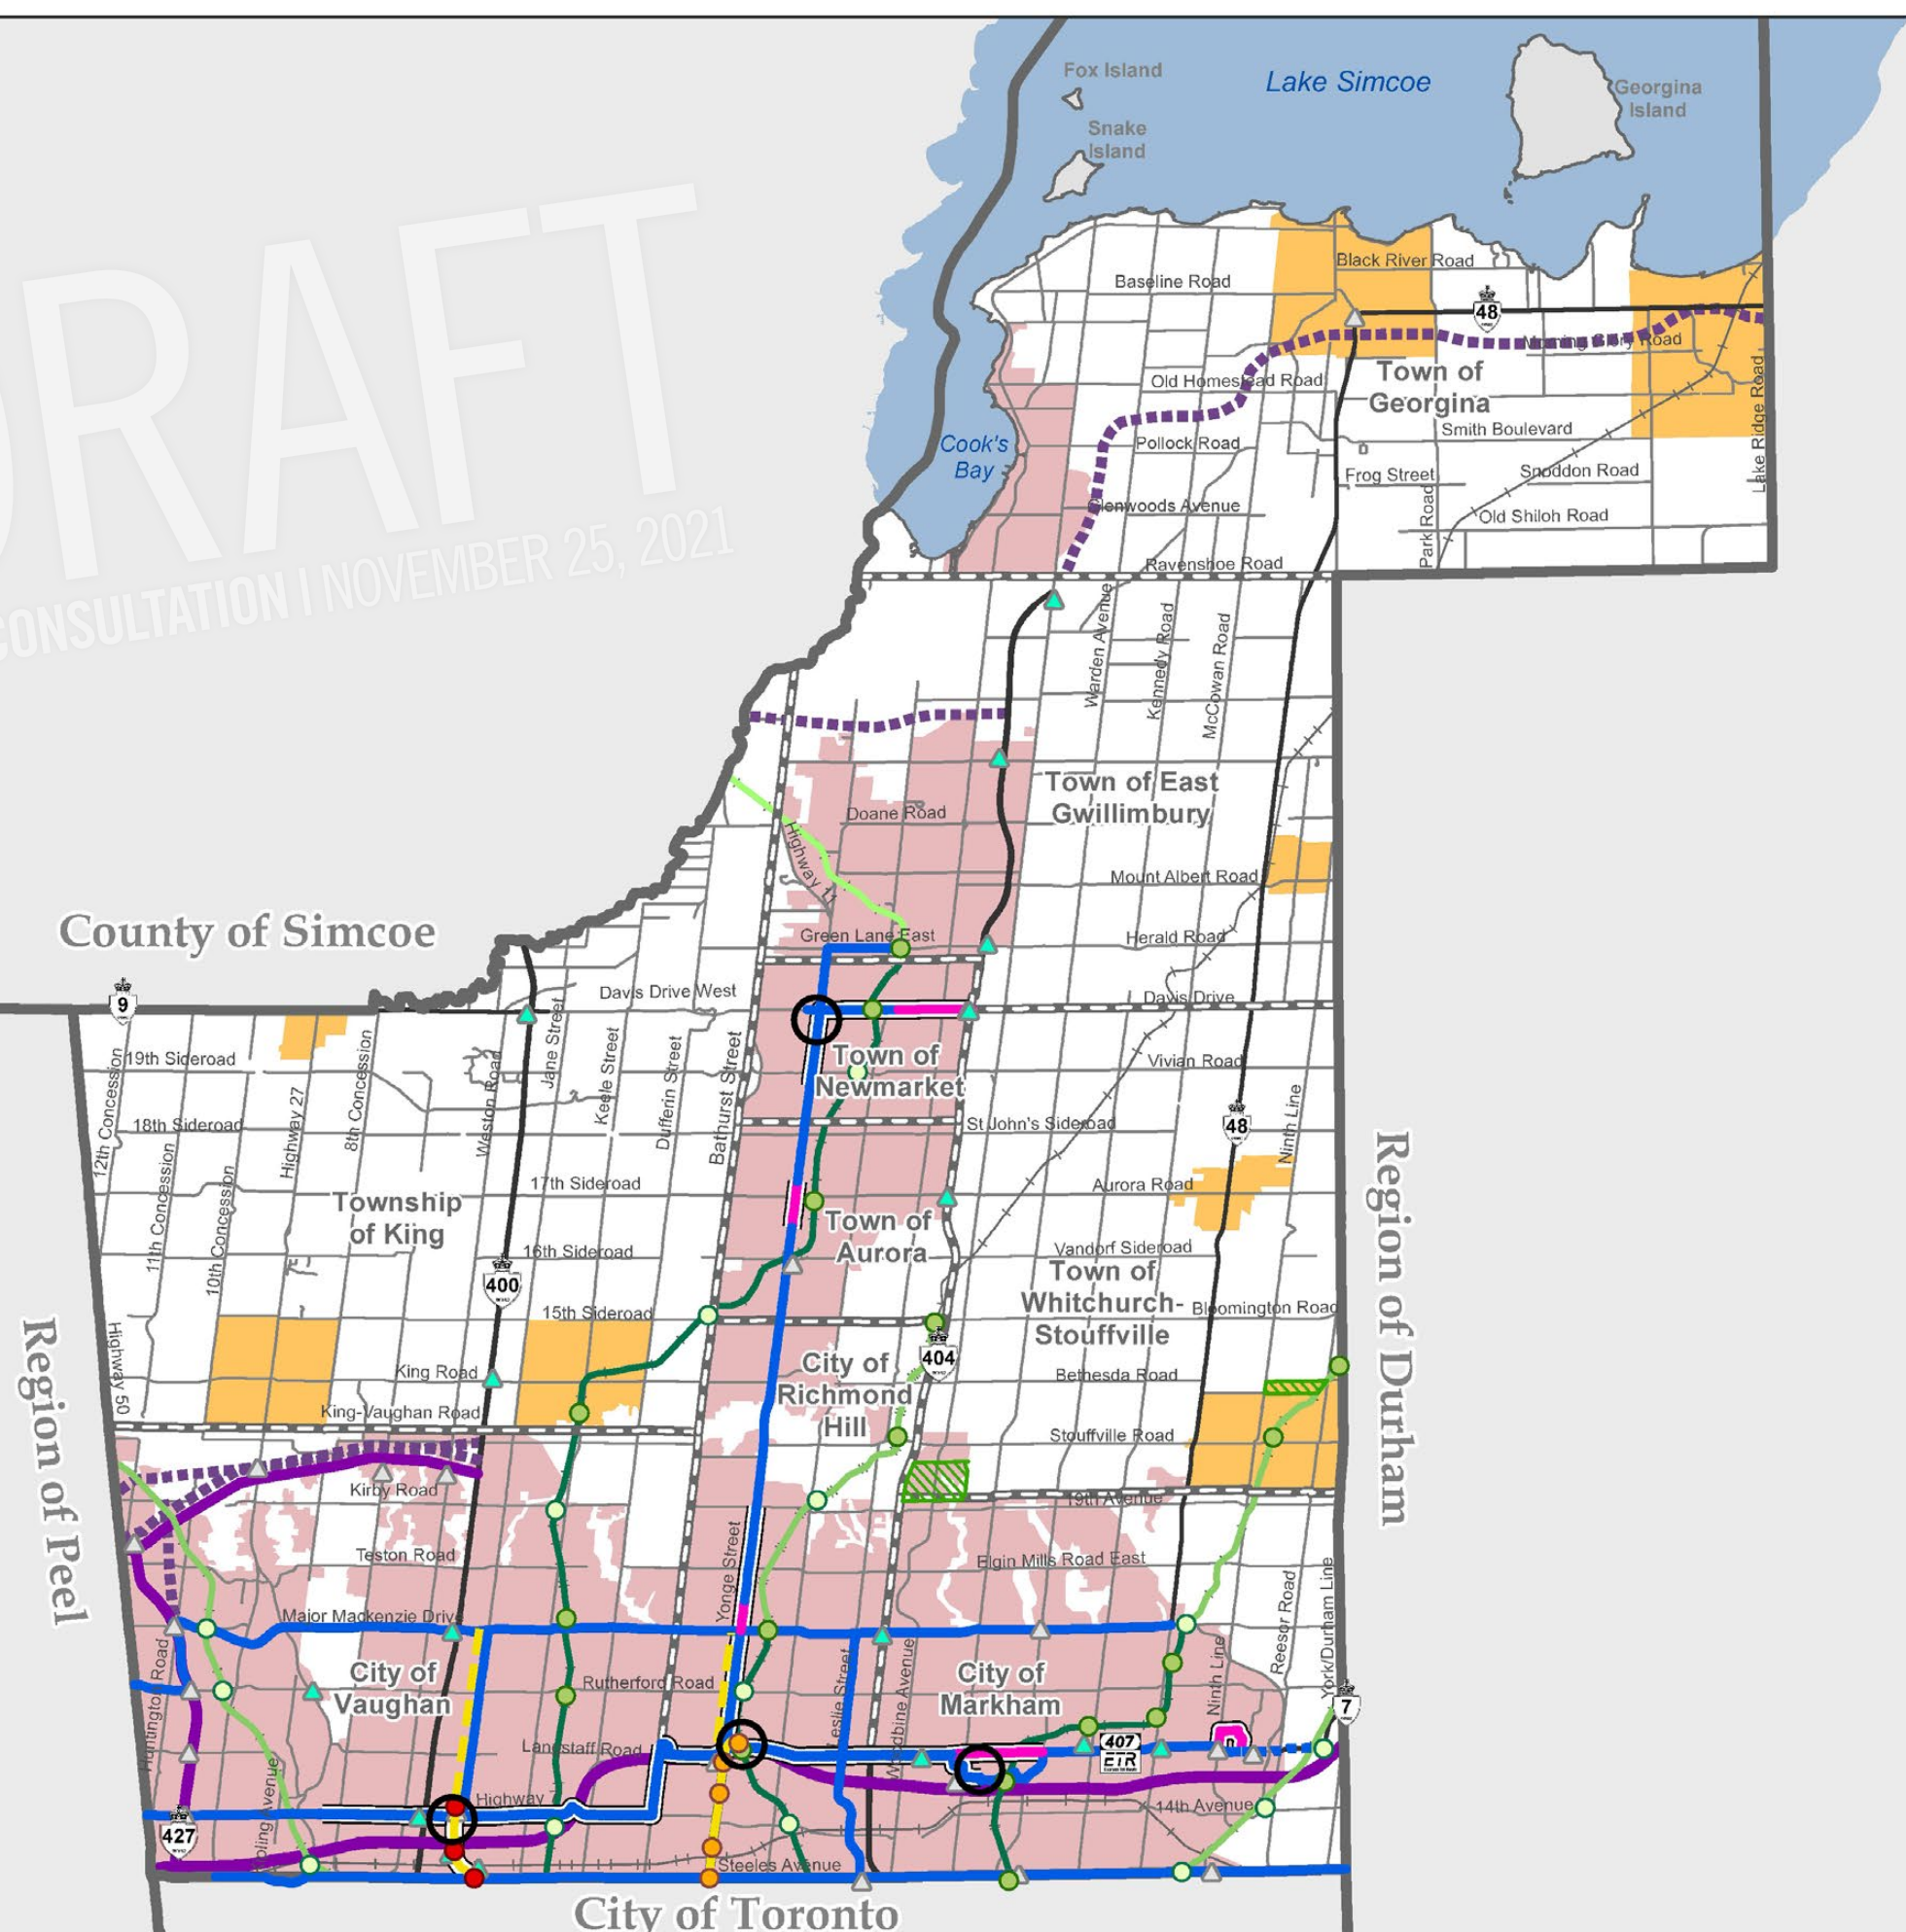 Fox Island
Lake Simcoe
Georgina
Island
Snake
Island
DRAFT
CONSULTATION | NOVEMBER 25, 2021
Black River Road
Baseline Road
48
Morning Glory Road
Town of
Georgina
Old Homestead Road
Lake Ridge Road
Smith Boulevard
Cook's
Bay
Pollock Road
Frog Street
Snoddon Road
Glenwoods Avenue
Park Road
Old Shiloh Road
Ravenshoe Road
Warden Avenue
Kennedy Road
McCowan Road
Town of East
Gwillimbury
Doane Road
Highway 11
Mount Albert Road
County of Simcoe
Green Lane East
Herald Road
9
Davis Drive West
Davis Drive
19th Sideroad
12th Concession
8th Concession
Weston Road
Jane Street
Keele Street
Dufferin Street
Bathurst Street
Town of
Newmarket
Vivian Road
Highway 27
18th Sideroad
St John's Sideroad
48
Ninth Line
11th Concession
10th Concession
17th Sideroad
Aurora Road
Township
of King
Town of
Aurora
16th Sideroad
Vandorf Sideroad
400
Town of
Whitchurch-
Stouffville
15th Sideroad
Bloomington Road
Region of Durham
Region of Peel
Highway 50
404
City of
Richmond
Hill
King Road
Bethesda Road
King-Vaughan Road
Stouffville Road
Kirby Road
19th Avenue
Teston Road
Yonge Street
Elgin Mills Road East
Major Mackenzie Drive
Reesor Road
York/Durham Line
Huntington Road
City of
Vaughan
Rutherford Road
Leslie Street
Woodbine Avenue
City of
Markham
Ninth Line
7
Langstaff Road
407
ETR
Highway
14th Avenue
427
Steeles Avenue
City of Toronto